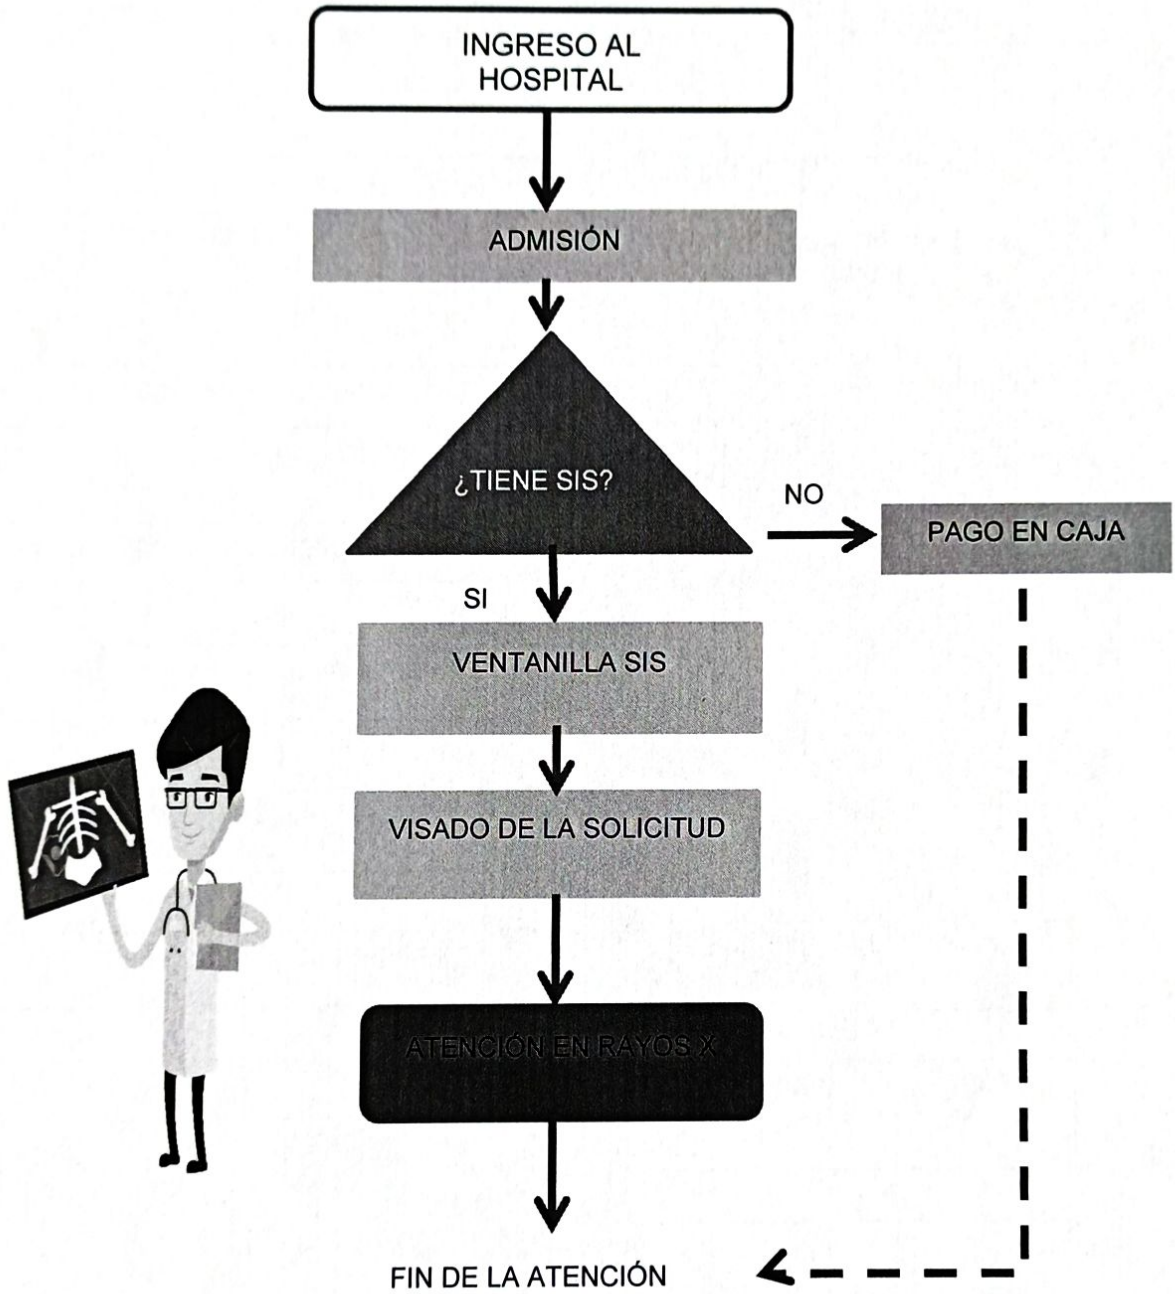 INGRESO AL
HOSPITAL
ADMISIÓN
¿TIENE SIS?
NO
PAGO EN CAJA
SI
VENTANILLA SIS
VISADO DE LA SOLICITUD
ATENCIÓN EN RAYOS X
FIN DE LA ATENCIÓN